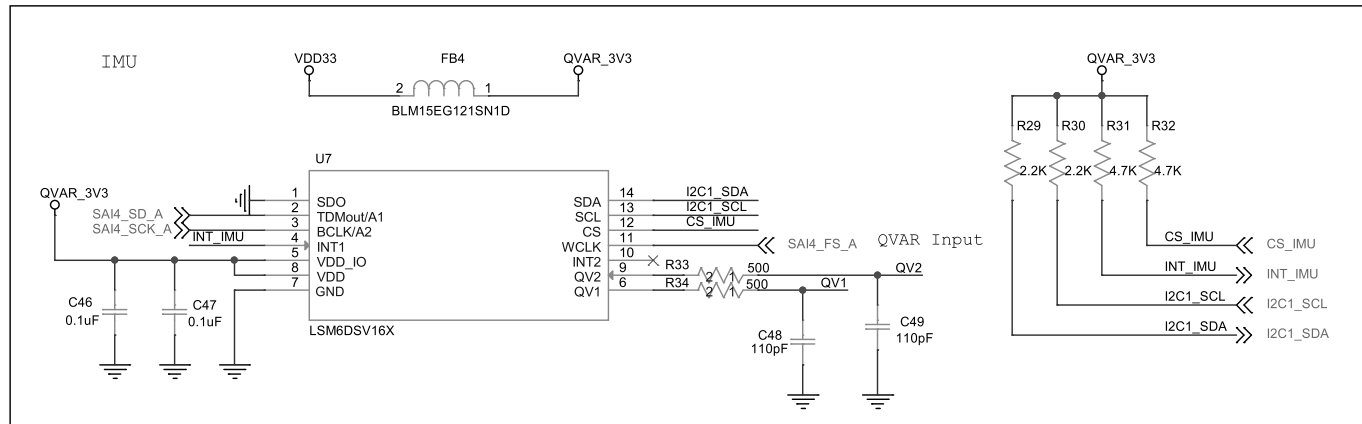 IMU
VDD33
FB4
QVAR_3V3
2
1
BLM15EG121SN1D
QVAR_3V3
R29
R30
R31
R32
2.2K
2.2K
4.7K
4.7K
U7
QVAR_3V3
SAI4_SD_A
SAI4_SCK_A
INT_IMU
1 SDO
2 TDMout/A1
3 BCLK/A2
4 INT1
5 VDD_IO
8 VDD
7 GND
SDA 14 I2C1_SDA
SCL 13 I2C1_SCL
CS 12 CS_IMU
WCLK 11 SAI4_FS_A
INT2 10
QV2 9 R33 2 1 500 QV2
QV1 6 R34 2 1 500 QV1
QVAR Input
LSM6DSV16X
C46
0.1uF
C47
0.1uF
C48
110pF
C49
110pF
CS_IMU CS_IMU
INT_IMU INT_IMU
I2C1_SCL I2C1_SCL
I2C1_SDA I2C1_SDA